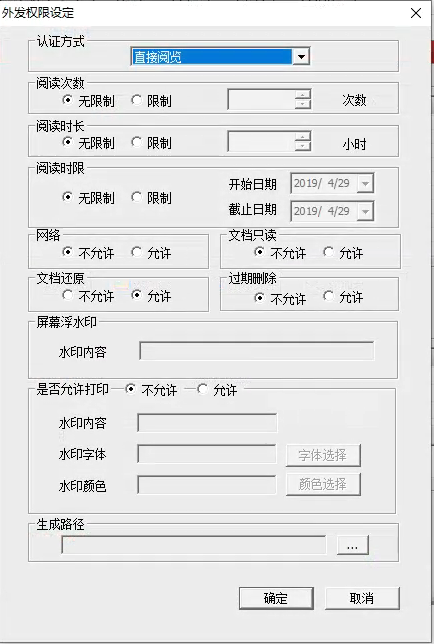 外发权限设定
认证方式
直接阅览
阅读次数
无限制 限制 次数
阅读时长
无限制 限制 小时
阅读时限
无限制 限制
开始日期 2019/ 4/29
截止日期 2019/ 4/29
网络
不允许 允许
文档只读
不允许 允许
文档还原
不允许 允许
过期删除
不允许 允许
屏幕浮水印
水印内容
是否允许打印 不允许 允许
水印内容
水印字体 字体选择
水印颜色 颜色选择
生成路径
...
确定 取消